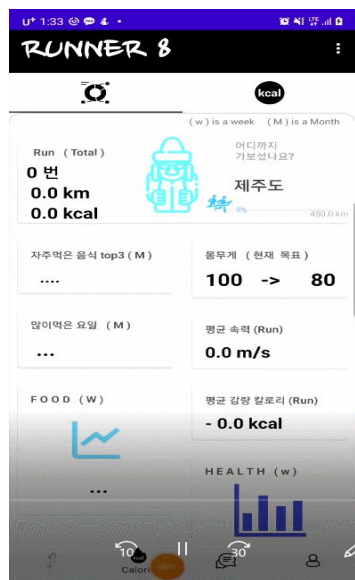 U+ 1:33
LTE
RUNNER 8
kcal
( w ) is a week ( M ) is a Month
Run ( Total )
0 번
0.0 km
0.0 kcal
어디까지
가보셨나요?
제주도
0%
450.0 km
자주먹은 음식 top3 ( M )
....
몸무게 ( 현재 목표 )
100 -> 80
많이먹은 요일 ( M )
...
평균 속력 (Run)
0.0 m/s
FOOD (W)
...
평균 감량 칼로리 (Run)
- 0.0 kcal
HEALTH (w)
10
kcal
30
Calori